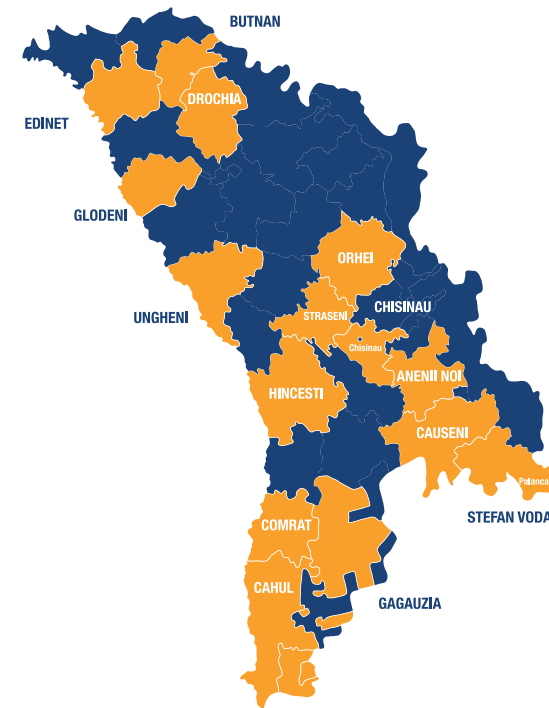 BUTNAN
DROCHIA
EDINET
GLODENI
ORHEI
CHISINAU
STRASENI
UNGHENI
Chisinau
ANENII NOI
HINCESTI
CAUSENI
Palanca
STEFAN VODA
COMRAT
CAHUL
GAGAUZIA